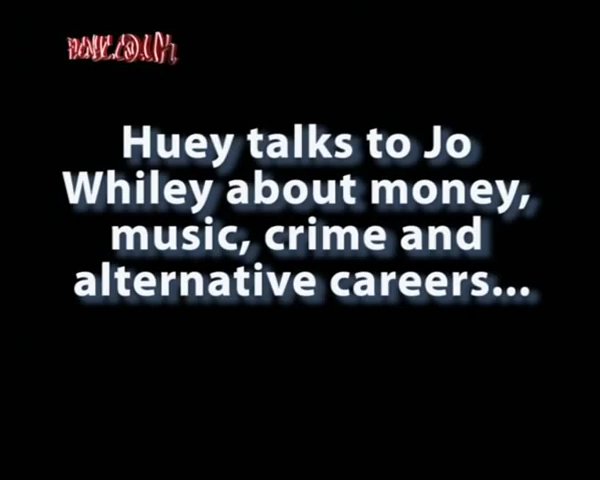 Huey talks to Jo
Whiley about money,
music, crime and
alternative careers...